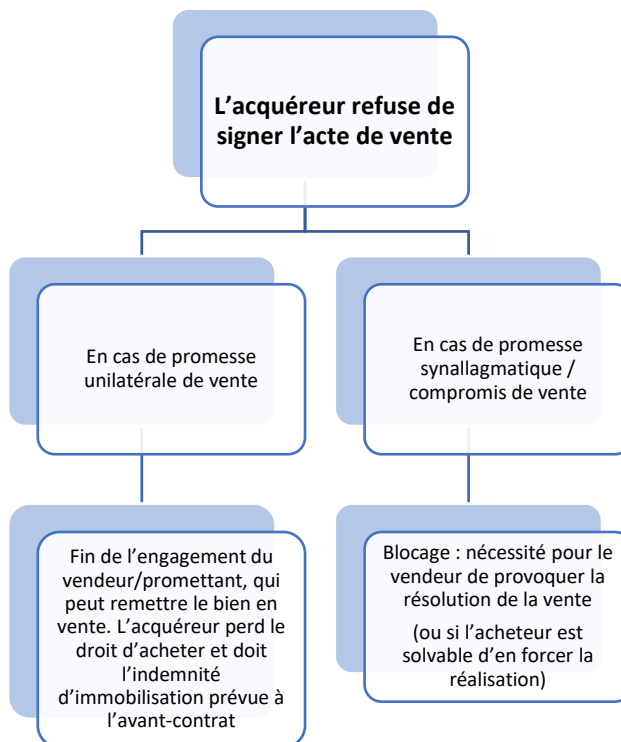 L’acquéreur refuse de
signer l’acte de vente
En cas de promesse
unilatérale de vente
En cas de promesse
synallagmatique /
compromis de vente
Fin de l’engagement du
vendeur/promettant, qui
peut remettre le bien en
vente. L’acquéreur perd le
droit d’acheter et doit
l’indemnité
d’immobilisation prévue à
l’avant-contrat
Blocage : nécessité pour le
vendeur de provoquer la
résolution de la vente
(ou si l’acheteur est
solvable d’en forcer la
réalisation)